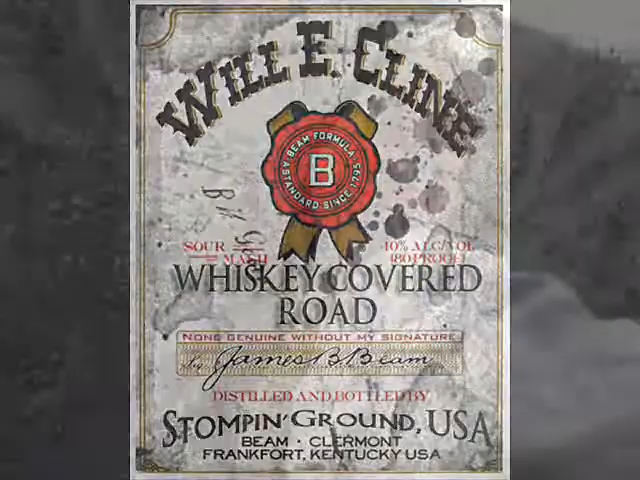 WILL E. CLINE
A BEAM FORMULA
B
A STANDARD SINCE 1795
SOUR MASH
40% ALC/VOL
(80 PROOF)
WHISKEY COVERED
ROAD
NONE GENUINE WITHOUT MY SIGNATURE
James B. Beam
DISTILLED AND BOTTLED BY
STOMPIN' GROUND, USA
BEAM · CLERMONT
FRANKFORT, KENTUCKY USA